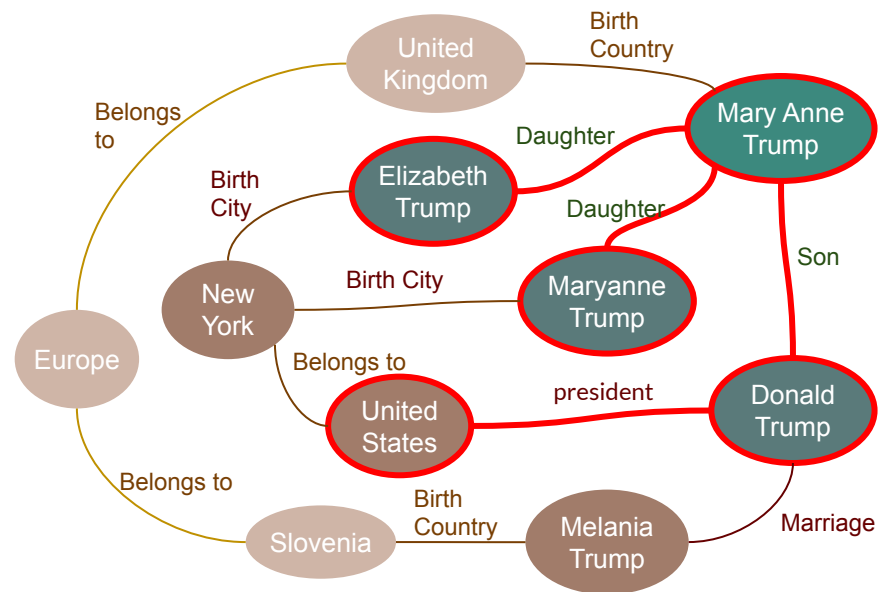 United
Kingdom
Birth
Country
Mary Anne
Trump
Belongs
to
Daughter
Elizabeth
Trump
Birth
City
Daughter
Son
New
York
Birth City
Maryanne
Trump
Europe
Belongs to
United
States
president
Donald
Trump
Belongs to
Slovenia
Birth
Country
Melania
Trump
Marriage